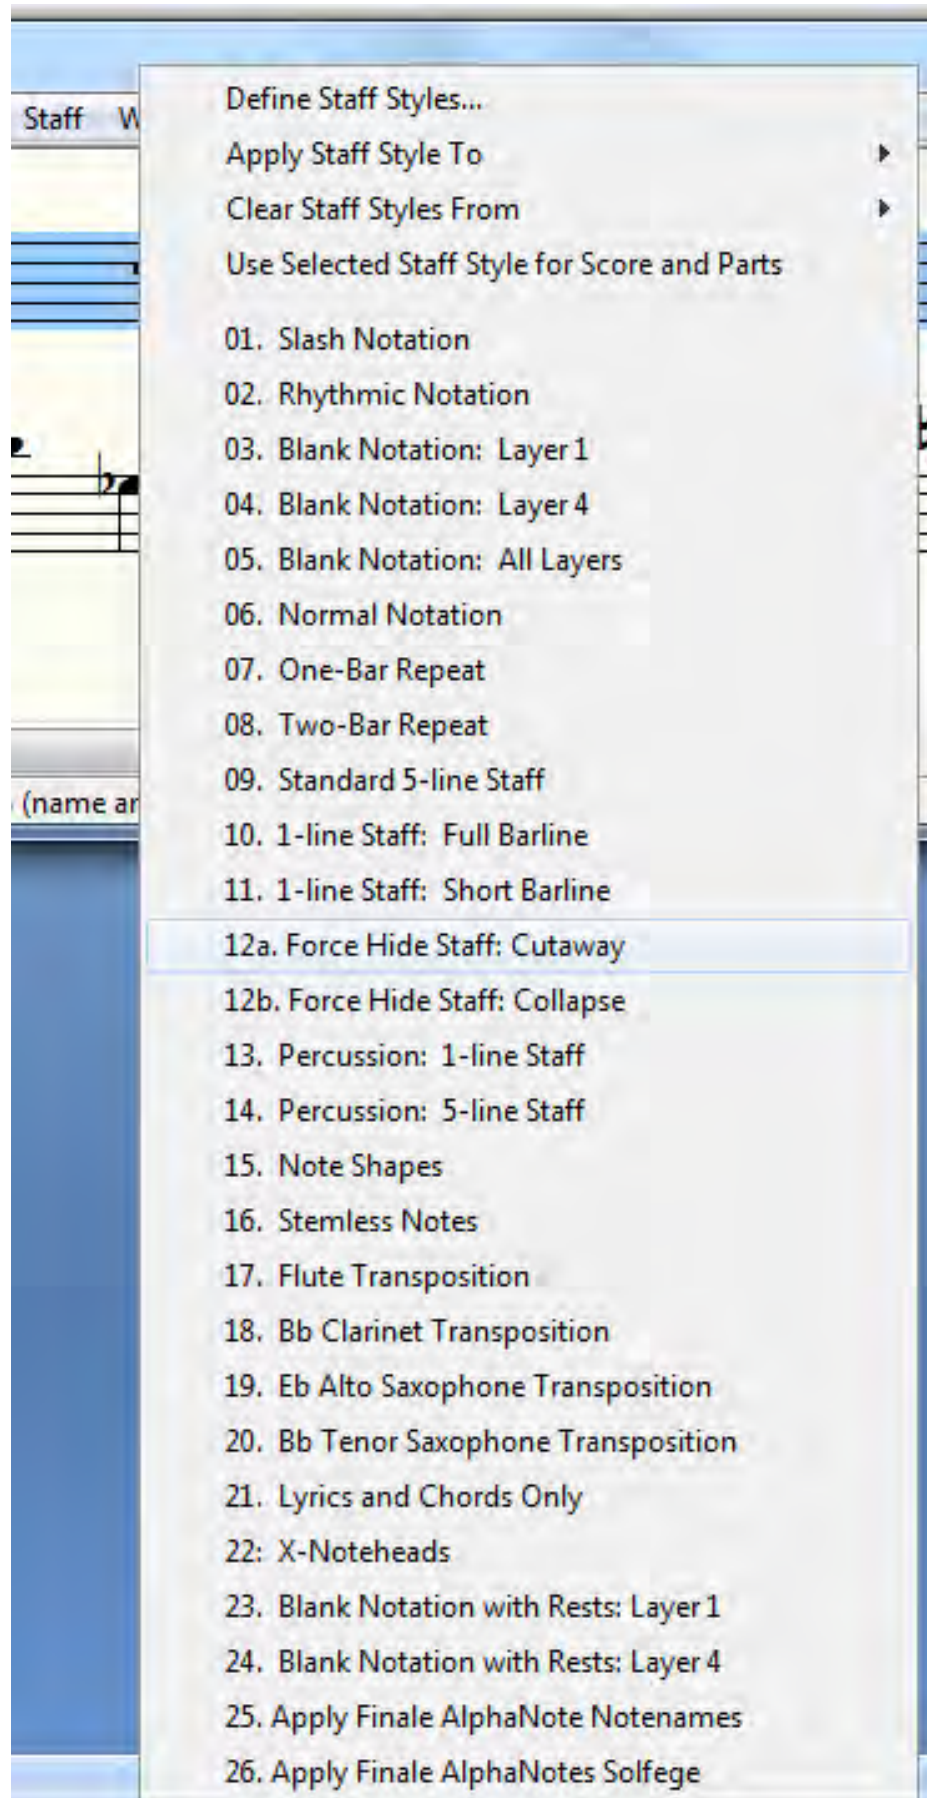 Define Staff Styles...
Staff W
Apply Staff Style To
Clear Staff Styles From
Use Selected Staff Style for Score and Parts
01. Slash Notation
02. Rhythmic Notation
03. Blank Notation: Layer 1
04. Blank Notation: Layer 4
05. Blank Notation: All Layers
06. Normal Notation
07. One-Bar Repeat
08. Two-Bar Repeat
09. Standard 5-line Staff
(name ar
10. 1-line Staff: Full Barline
11. 1-line Staff: Short Barline
12a. Force Hide Staff: Cutaway
12b. Force Hide Staff: Collapse
13. Percussion: 1-line Staff
14. Percussion: 5-line Staff
15. Note Shapes
16. Stemless Notes
17. Flute Transposition
18. Bb Clarinet Transposition
19. Eb Alto Saxophone Transposition
20. Bb Tenor Saxophone Transposition
21. Lyrics and Chords Only
22: X-Noteheads
23. Blank Notation with Rests: Layer 1
24. Blank Notation with Rests: Layer 4
25. Apply Finale AlphaNote Notenames
26. Apply Finale AlphaNotes Solfege